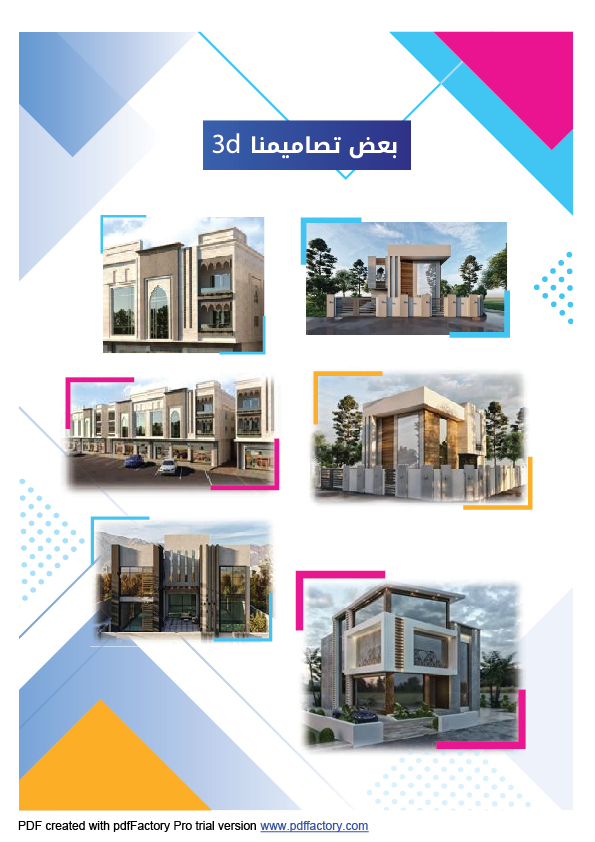 بعض تصاميمنا 3d
PDF created with pdfFactory Pro trial version www.pdffactory.com